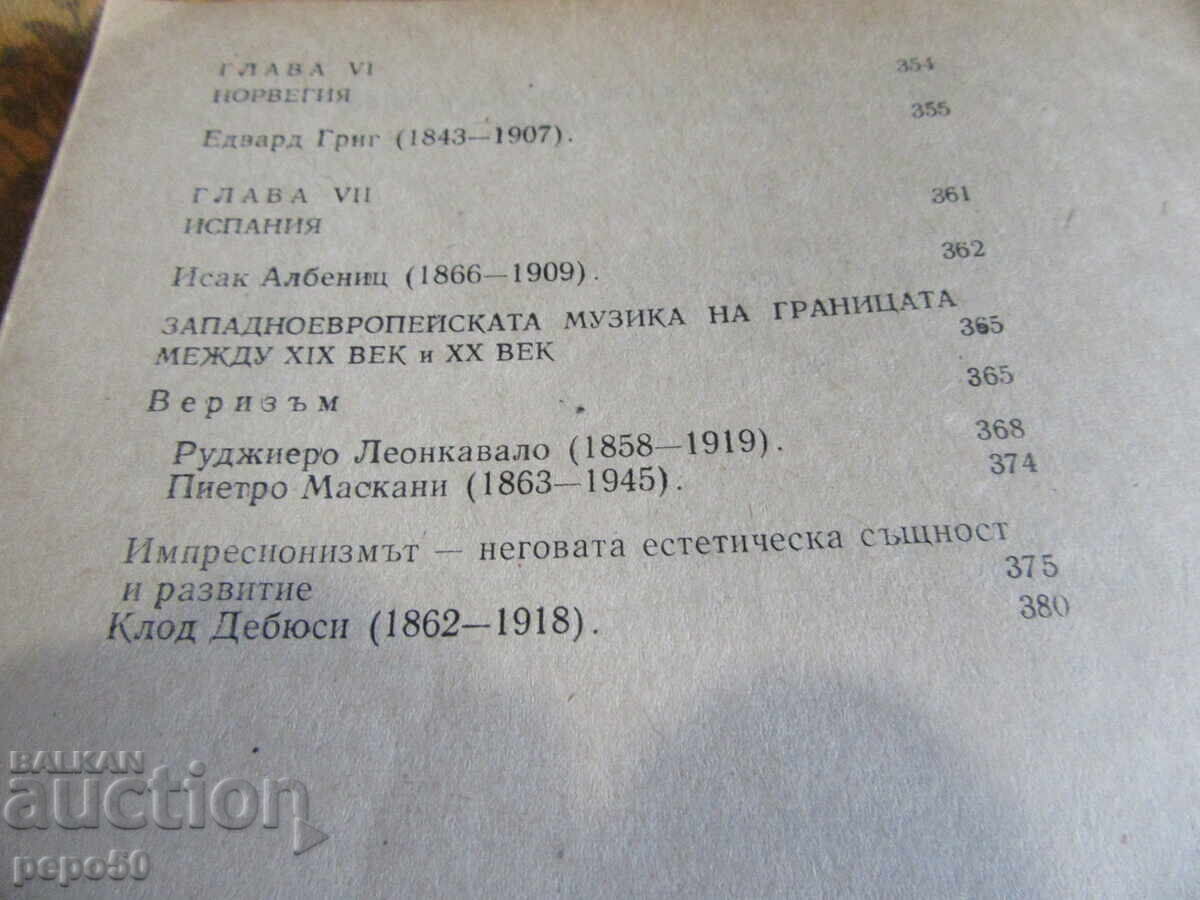 ГЛАВА VI 354
НОРВЕГИЯ
Едвард Григ (1843—1907). 355
ГЛАВА VII 361
ИСПАНИЯ
Исак Албениц (1866—1909). 362
ЗАПАДНОЕВРОПЕЙСКАТА МУЗИКА НА ГРАНИЦАТА
МЕЖДУ XIX ВЕК и XX ВЕК 365
Веризъм 365
Руджиеро Леонкавало (1858—1919). 368
Пиетро Маскани (1863—1945). 374
Импресионизмът — неговата естетическа същност
и развитие 375
Клод Дебюси (1862—1918). 380
BALKAN
auction
pepo50